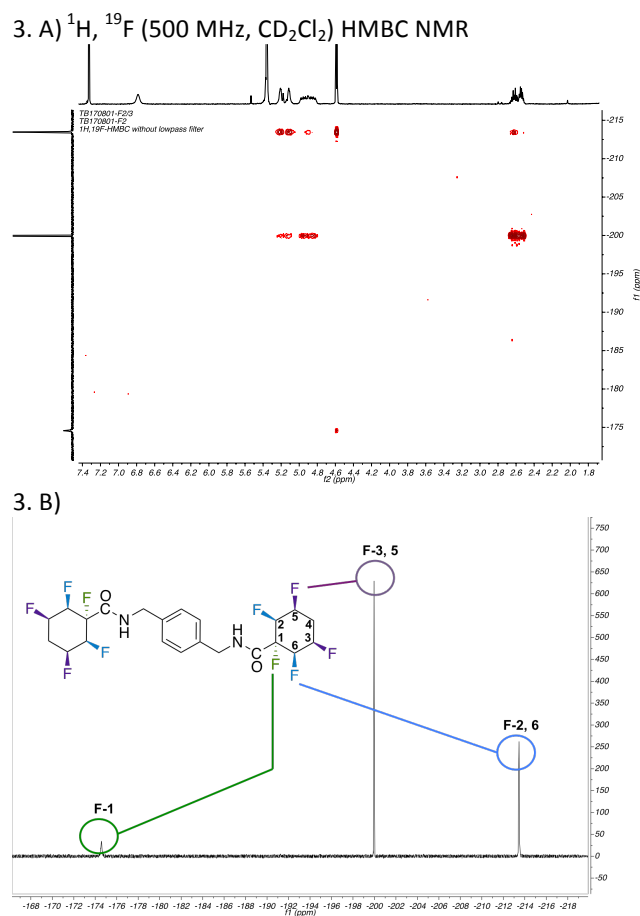 3. A) ¹H, ¹⁹F (500 MHz, CD₂Cl₂) HMBC NMR
TB170801-F2/3
TB170801-F2
1H,19F-HMBC without lowpass filter
-215
-210
-205
-200
-195
-190
-185
-180
-175
f1 (ppm)
7.4 7.2 7.0 6.8 6.6 6.4 6.2 6.0 5.8 5.6 5.4 5.2 5.0 4.8 4.6 4.4 4.2 4.0 3.8 3.6 3.4 3.2 3.0 2.8 2.6 2.4 2.2 2.0 1.8
f2 (ppm)
3. B)
F-3, 5
F-2, 6
F-1
F F O F F
N H
N H
O
F F F F F
1 2 3 4 5 6
750
700
650
600
550
500
450
400
350
300
250
200
150
100
50
0
-50
-168 -170 -172 -174 -176 -178 -180 -182 -184 -186 -188 -190 -192 -194 -196 -198 -200 -202 -204 -206 -208 -210 -212 -214 -216 -218
f1 (ppm)